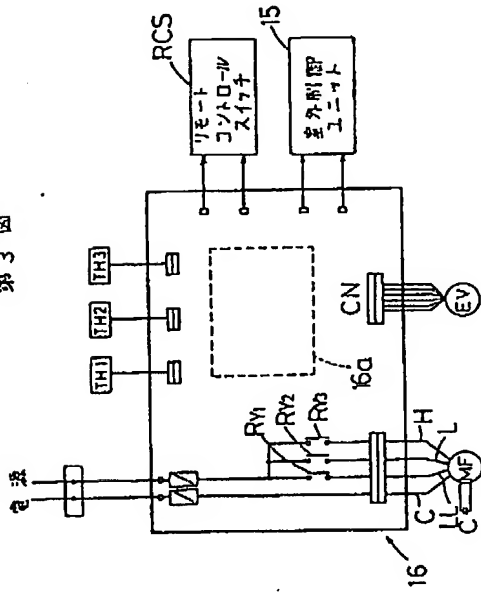 第3図
電源
TH1
TH2
TH3
RCS
リモート
コントロール
スイッチ
15
室外制御
ユニット
RY1
RY2
RY3
16a
CN
EV
H
L
MF
LL
C
C
16